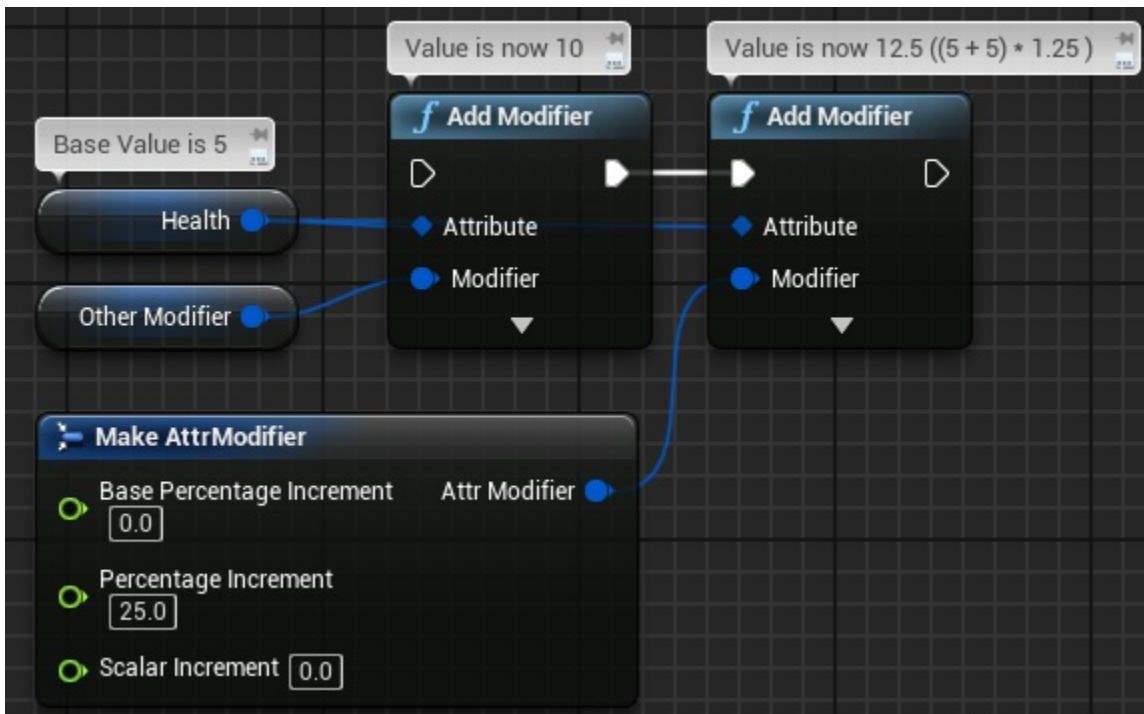 Value is now 10
Value is now 12.5 ((5 + 5) * 1.25 )
Base Value is 5
f Add Modifier
f Add Modifier
Health
Attribute
Attribute
Other Modifier
Modifier
Modifier
Make AttrModifier
Base Percentage Increment
Attr Modifier
0.0
Percentage Increment
25.0
Scalar Increment 0.0